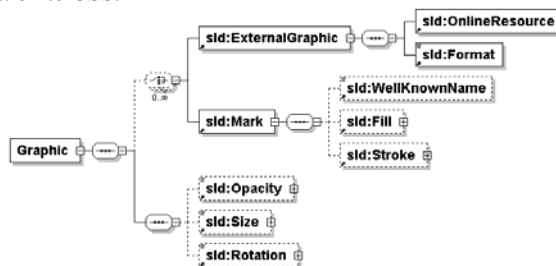 sld:OnlineResource
sld:ExternalGraphic
sld:Format
sld:WellKnownName
sld:Mark
sld:Fill
sld:Stroke
0..∞
Graphic
sld:Opacity
sld:Size
sld:Rotation